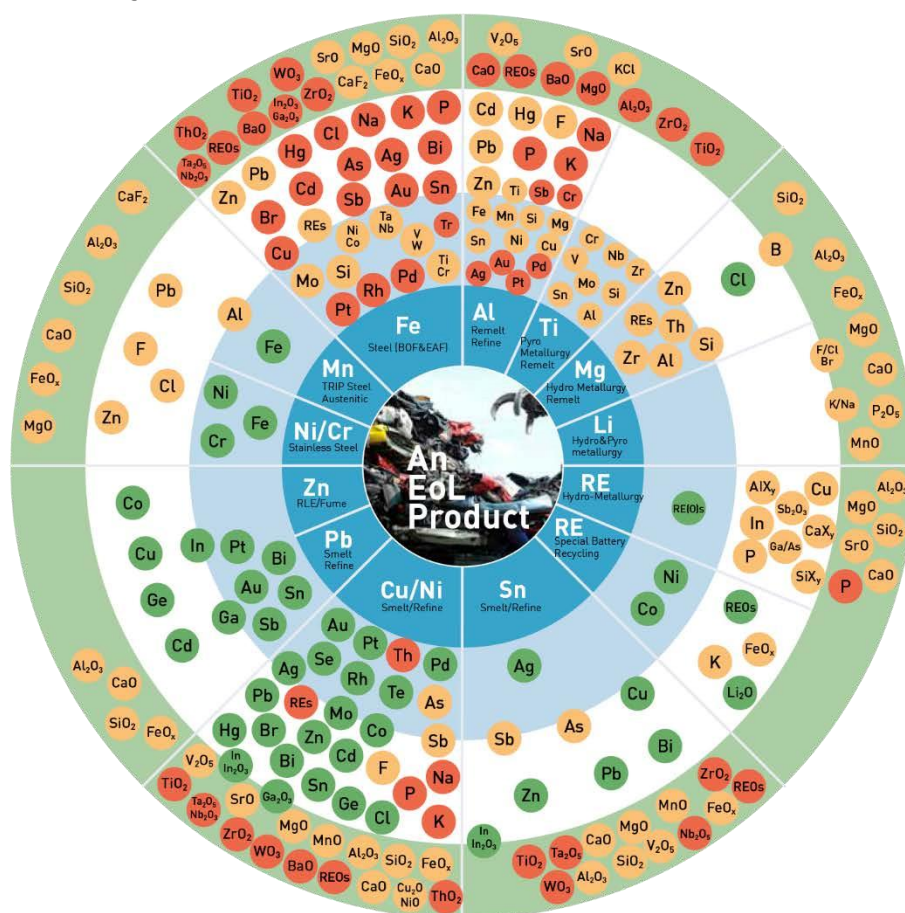 An
EoL
Product
Fe
Steel (BOF&EAF)
Al
Remelt
Refine
Ti
Pyro
Metallurgy
Remelt
Mg
Hydro Metallurgy
Remelt
Li
Hydro&Pyro
metallurgy
RE
Hydro-Metallurgy
RE
Special Battery
Recycling
Sn
Smelt/Refine
Cu/Ni
Smelt/Refine
Pb
Smelt
Refine
Zn
RLE/Fume
Ni/Cr
Stainless Steel
Mn
TRIP Steel
Austenitic
SrO
MgO
SiO₂
Al₂O₃
WO₃
CaF₂
FeOₓ
CaO
TiO₂
In₂O₃
Ga₂O₃
ZrO₂
ThO₂
REOs
BaO
Ta₂O₅
Nb₂O₃
Zn
Pb
Hg
Cl
Na
K
P
Cd
As
Ag
Bi
Br
Sb
Au
Sn
Cu
REs
Ni
Co
Ta
Nb
V
W
Tr
Mo
Si
Pt
Rh
Pd
Ti
Cr
V₂O₅
SrO
KCl
CaO
REOs
BaO
MgO
Al₂O₃
ZrO₂
TiO₂
Cd
Hg
F
Na
Pb
P
K
Zn
Ti
Sb
Cr
Fe
Mn
Si
Mg
Sn
Ni
Cu
Ag
Au
Pd
Pt
Cr
Nb
V
Zr
Mo
Si
Sn
Al
Zn
REs
Th
Si
Zr
Al
Cl
B
SiO₂
Al₂O₃
FeOₓ
MgO
F/Cl
Br
CaO
K/Na
P₂O₅
MnO
RE(O)s
AlXᵧ
Cu
Sb₂O₃
In
CaXᵧ
Ga/As
P
SiXᵧ
Al₂O₃
MgO
SiO₂
SrO
CaO
P
Ni
Co
REOs
K
FeOₓ
Li₂O
Ag
Cu
Sb
As
Bi
Pb
Zn
In
In₂O₃
ZrO₂
REOs
MnO
FeOₓ
MgO
V₂O₅
Nb₂O₅
CaO
SiO₂
Ta₂O₅
Al₂O₃
TiO₂
WO₃
Au
Pt
Th
Pd
Ag
Se
Rh
Te
As
Pb
REs
Mo
Co
Sb
Hg
Br
Zn
Cd
F
Na
In
In₂O₃
Bi
Sn
P
Ga₂O₃
Ge
Cl
K
V₂O₅
TiO₂
Ta₂O₅
Nb₂O₃
SrO
ZrO₂
MgO
MnO
WO₃
Al₂O₃
SiO₂
FeOₓ
BaO
REOs
CaO
Cu₂O
NiO
ThO₂
Co
Cu
In
Pt
Bi
Ge
Au
Sn
Ga
Sb
Cd
Al₂O₃
CaO
SiO₂
FeOₓ
Ni
Fe
Cr
Al
Fe
Pb
F
Cl
Zn
CaF₂
Al₂O₃
SiO₂
CaO
FeOₓ
MgO